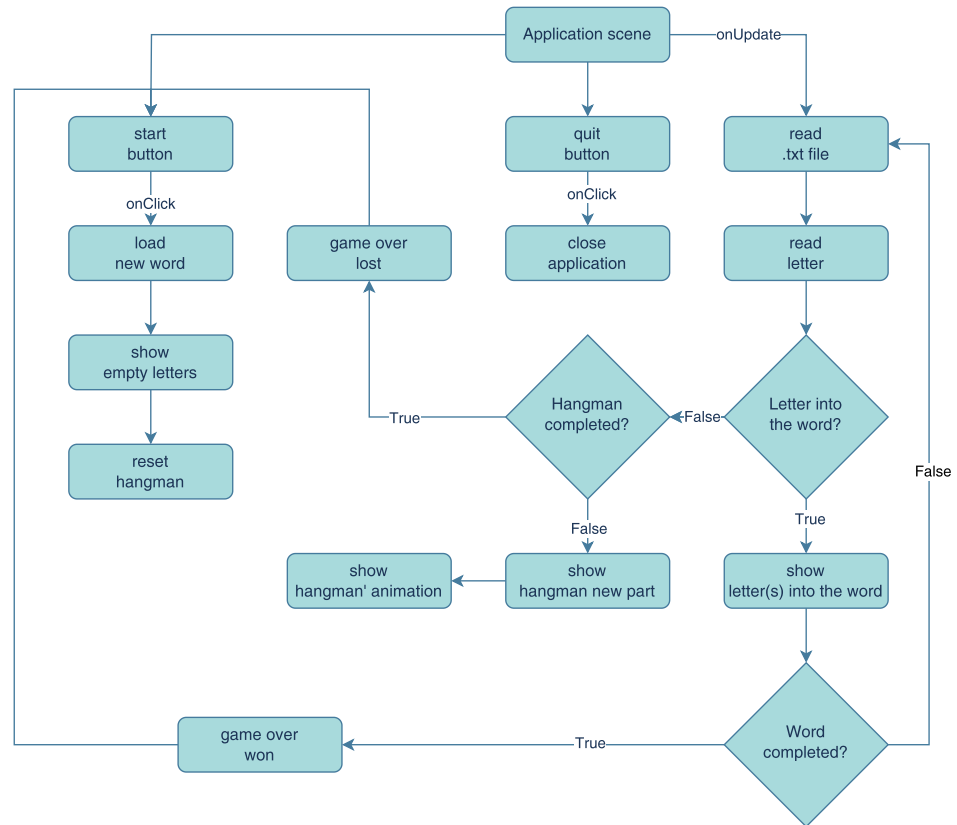 Application scene
onUpdate
start
button
quit
button
read
.txt file
onClick
onClick
load
new word
game over
lost
close
application
read
letter
show
empty letters
Hangman
completed?
Letter into
the word?
True
False
reset
hangman
False
True
False
show
hangman' animation
show
hangman new part
show
letter(s) into the word
game over
won
True
Word
completed?